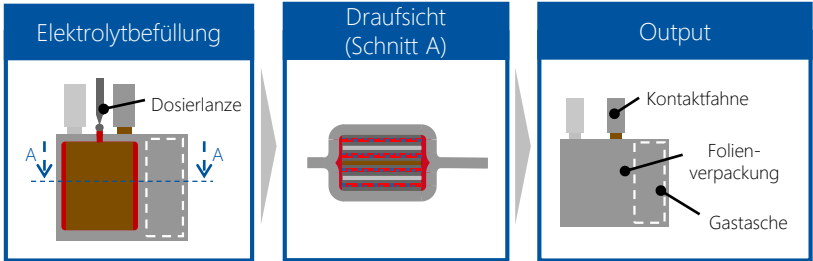 Elektrolytbefüllung
Dosierlanze
A
A
Draufsicht
(Schnitt A)
Output
Kontaktfahne
Folien-
verpackung
Gastasche